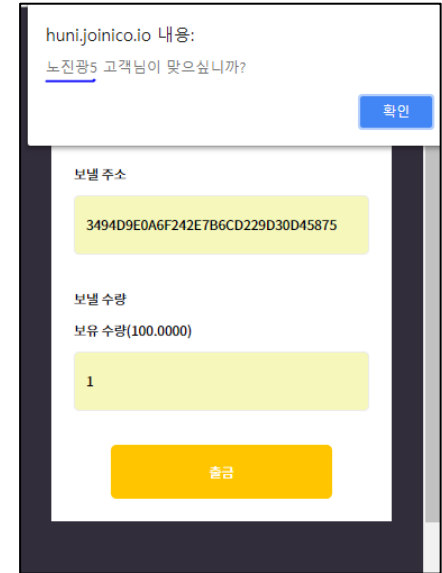 huni.joinico.io 내용:
노진광5 고객님이 맞으싶니까?
확인
보낼 주소
3494D9E0A6F242E7B6CD229D30D45875
보낼 수량
보유 수량(100.0000)
1
출금